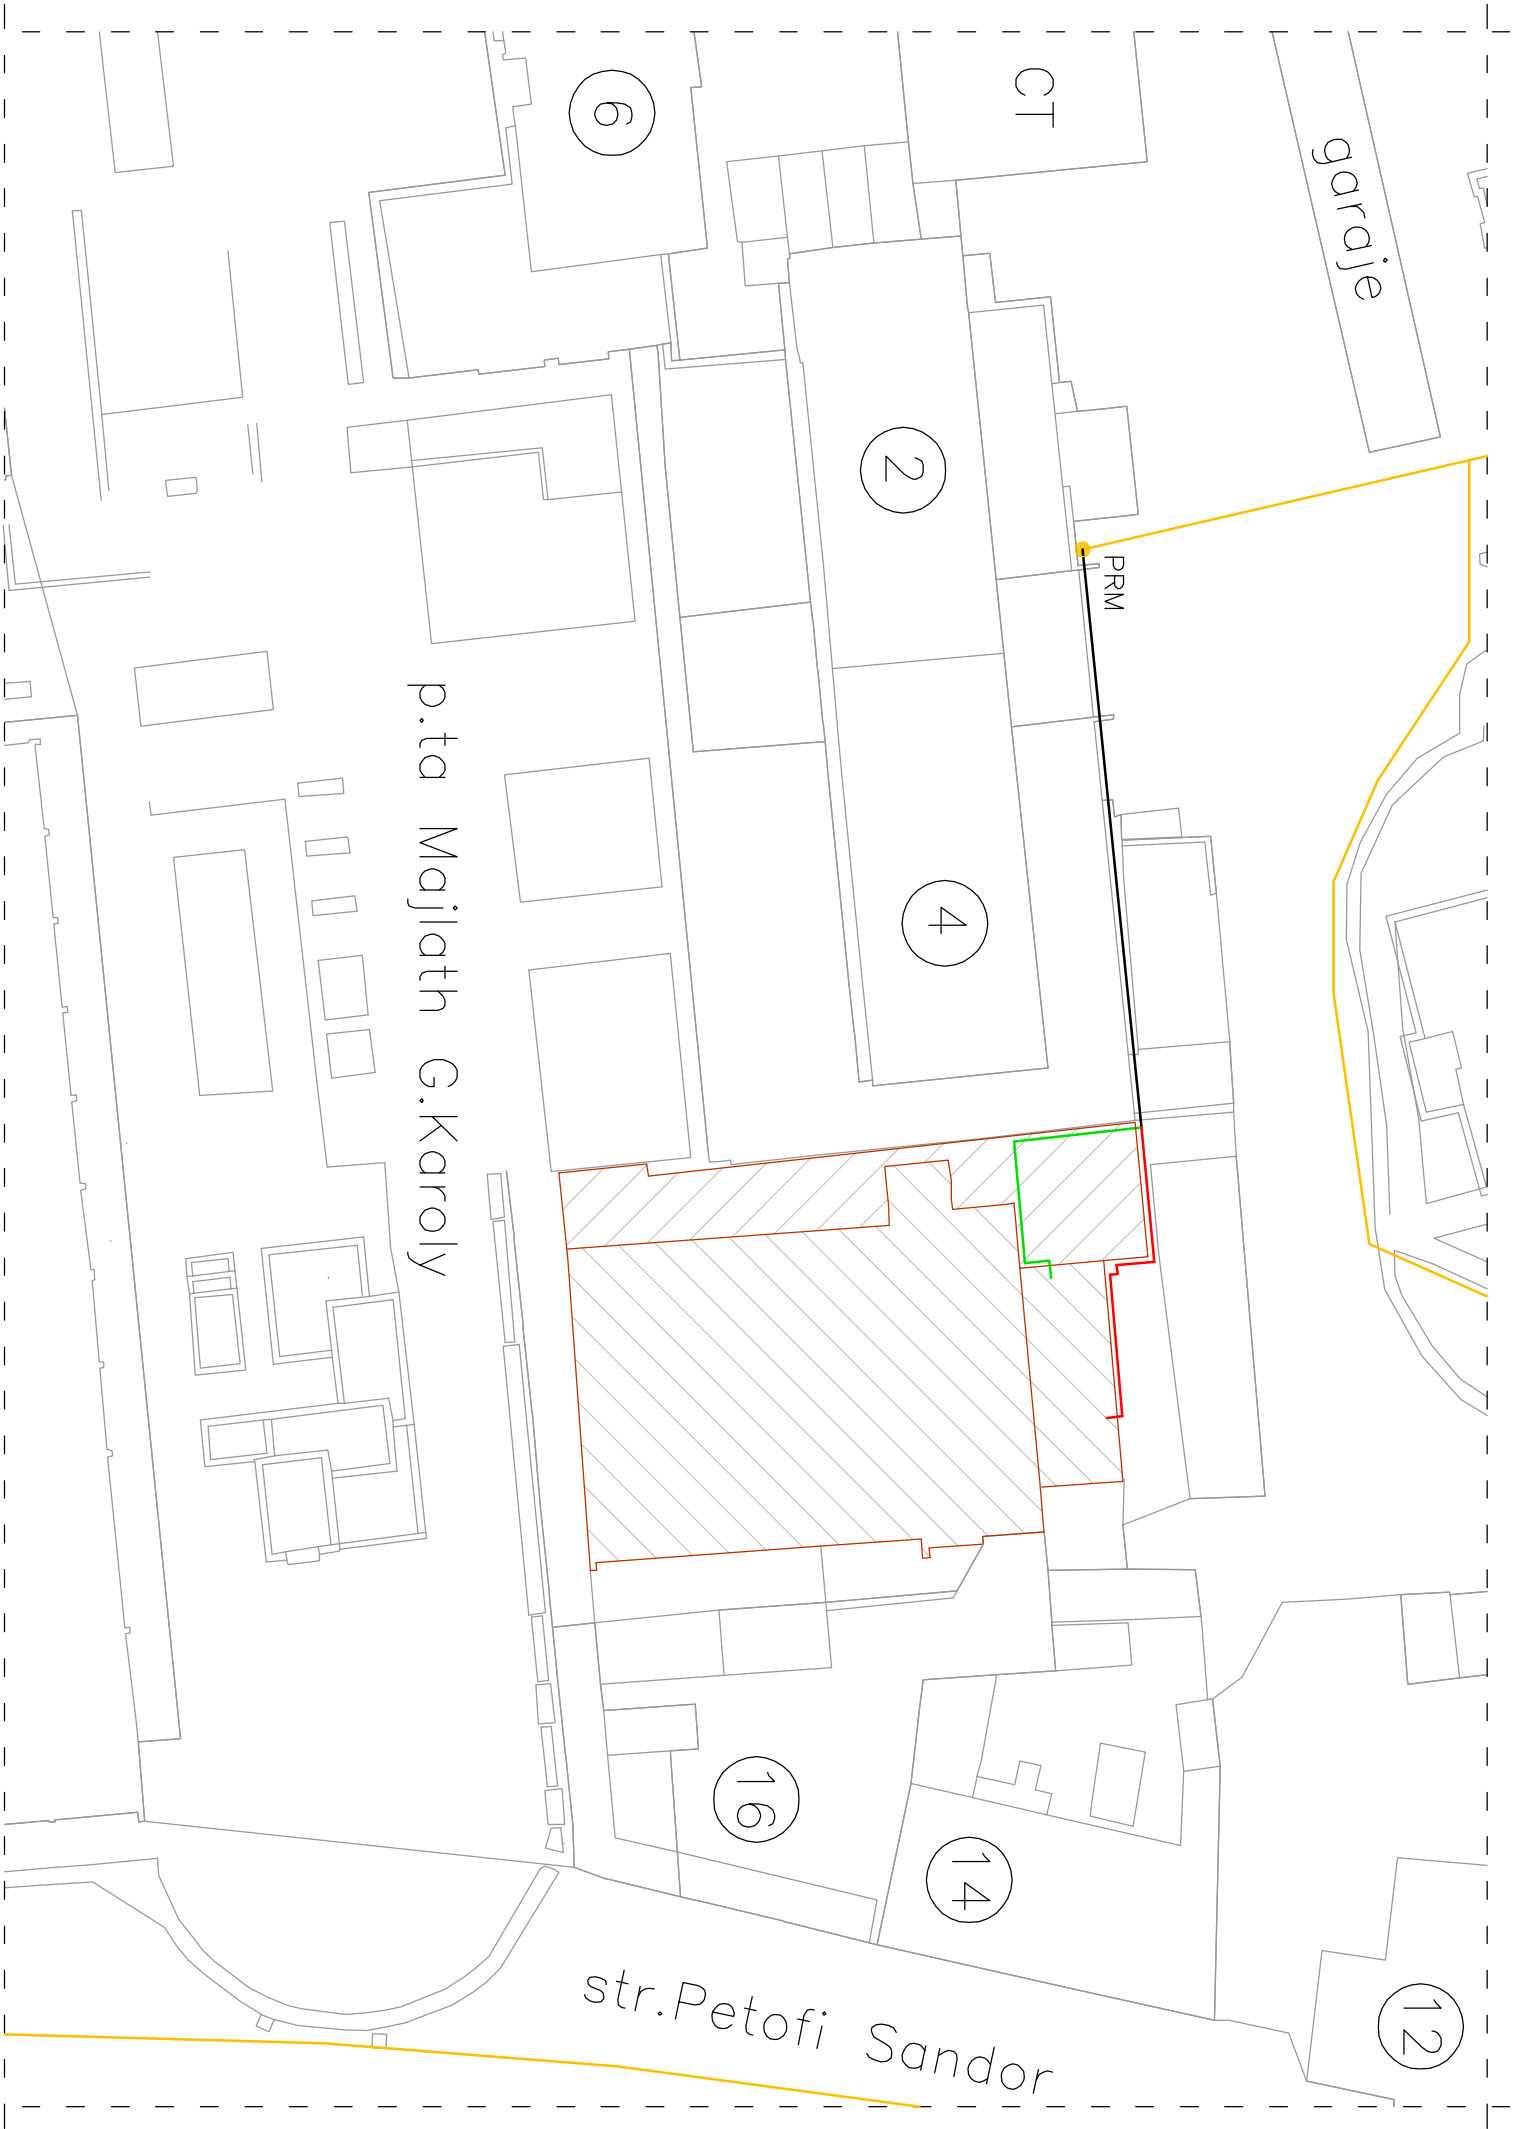 6
CT
garaje
2
PRM
4
p.ta Majlath G.Karoly
16
14
12
str.Petofi Sandor